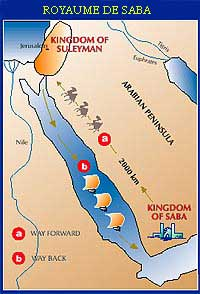 ROYAUME DE SABA
KINGDOM OF
SULEYMAN
Jerusalem
Tigris
Euphrates
ARABIAN PENINSULA
Nile
a
2000 km
b
KINGDOM
OF SABA
a WAY FORWARD
b WAY BACK